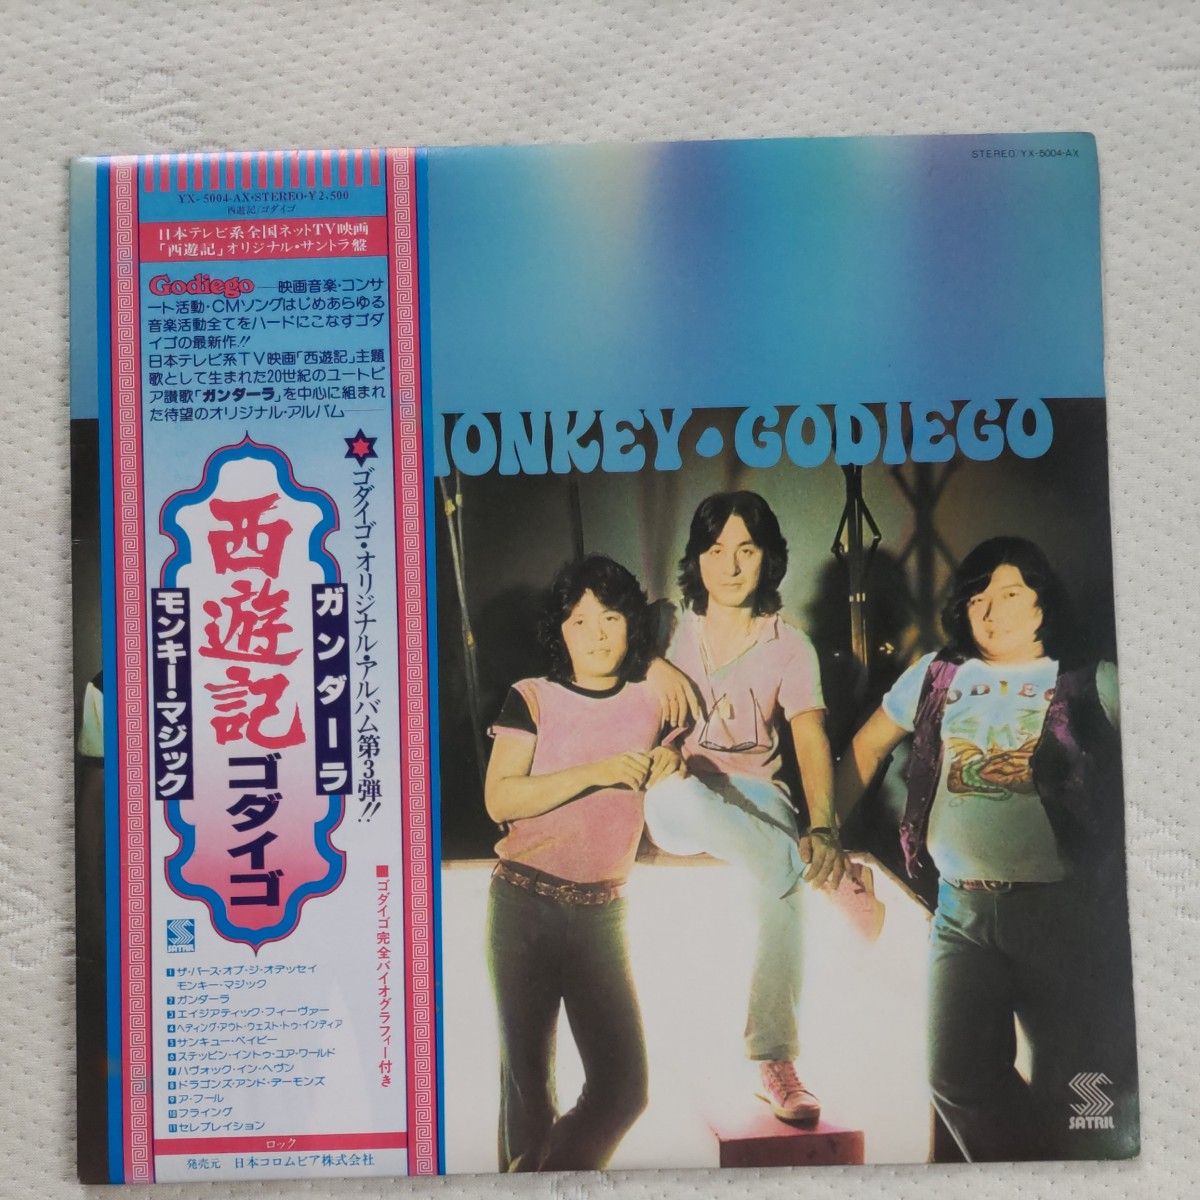 STEREO/YX-5004-AX
MONKEY・GODIEGO
YX-5004-AX・STEREO・¥2,500
西遊記/ゴダイゴ
日本テレビ系全国ネットTV映画
「西遊記」オリジナル・サントラ盤
Godiego──映画音楽・コンサ
ート活動・CMソングはじめあらゆる
音楽活動全てをハードにこなすゴダ
イゴの最新作!!
日本テレビ系TV映画「西遊記」主題
歌として生まれた20世紀のユートピ
ア讃歌「ガンダーラ」を中心に組まれ
た待望のオリジナル・アルバム──
ゴダイゴ・オリジナル・アルバム第3弾!!
ガンダーラ
西遊記 ゴダイゴ
モンキー・マジック
■ゴダイゴ完全バイオグラフィー付き
SATRIL
1 ザ・バース・オブ・ジ・オデッセイ
モンキー・マジック
2 ガンダーラ
3 エイジアティック・フィーヴァー
4 ヘディング・アウト・ウェスト・トゥ・インディア
5 サンキュー・ベイビー
6 ステッピン・イントゥ・ユア・ワールド
7 ハヴォック・イン・ヘヴン
8 ドラゴンズ・アンド・デーモンズ
9 ア・フール
10 フライング
11 セレブレイション
ロック
発売元 日本コロムビア株式会社
ODIEG
SATRIL